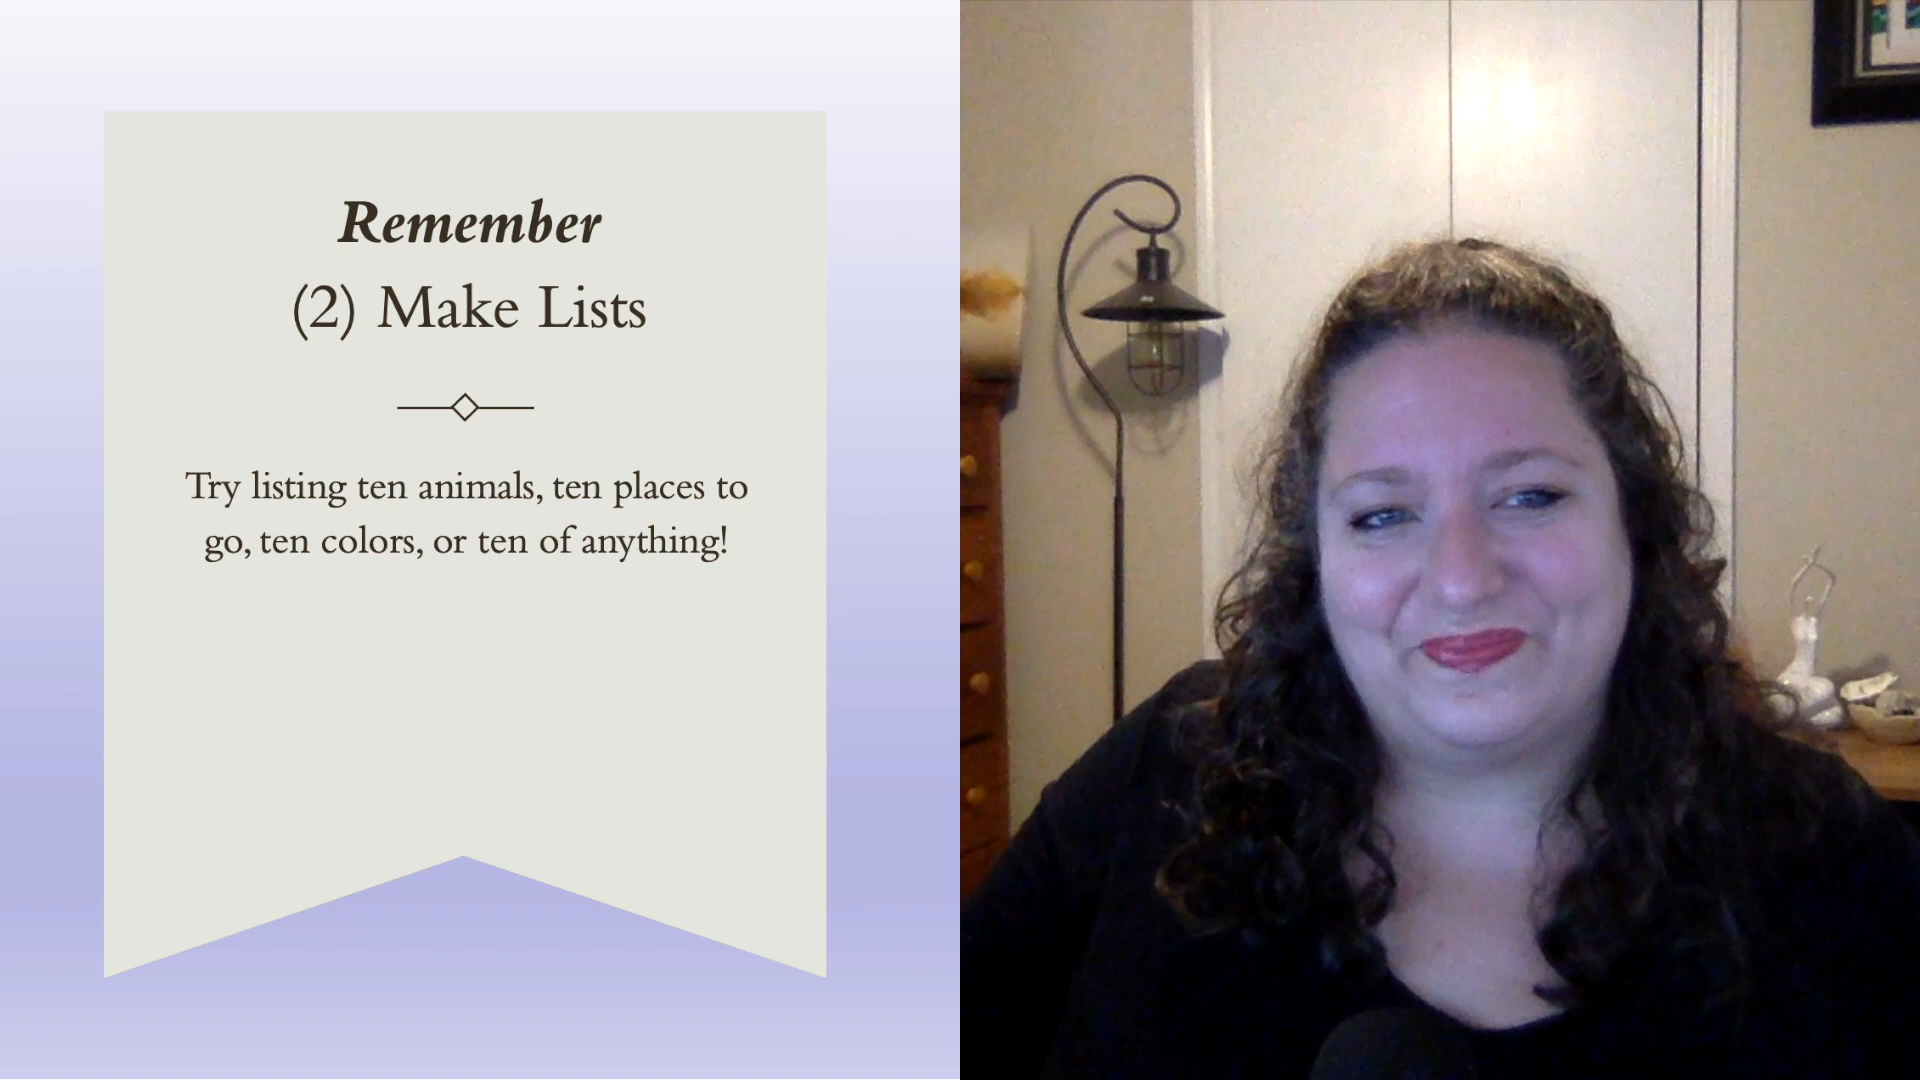 Remember
(2) Make Lists
Try listing ten animals, ten places to
go, ten colors, or ten of anything!